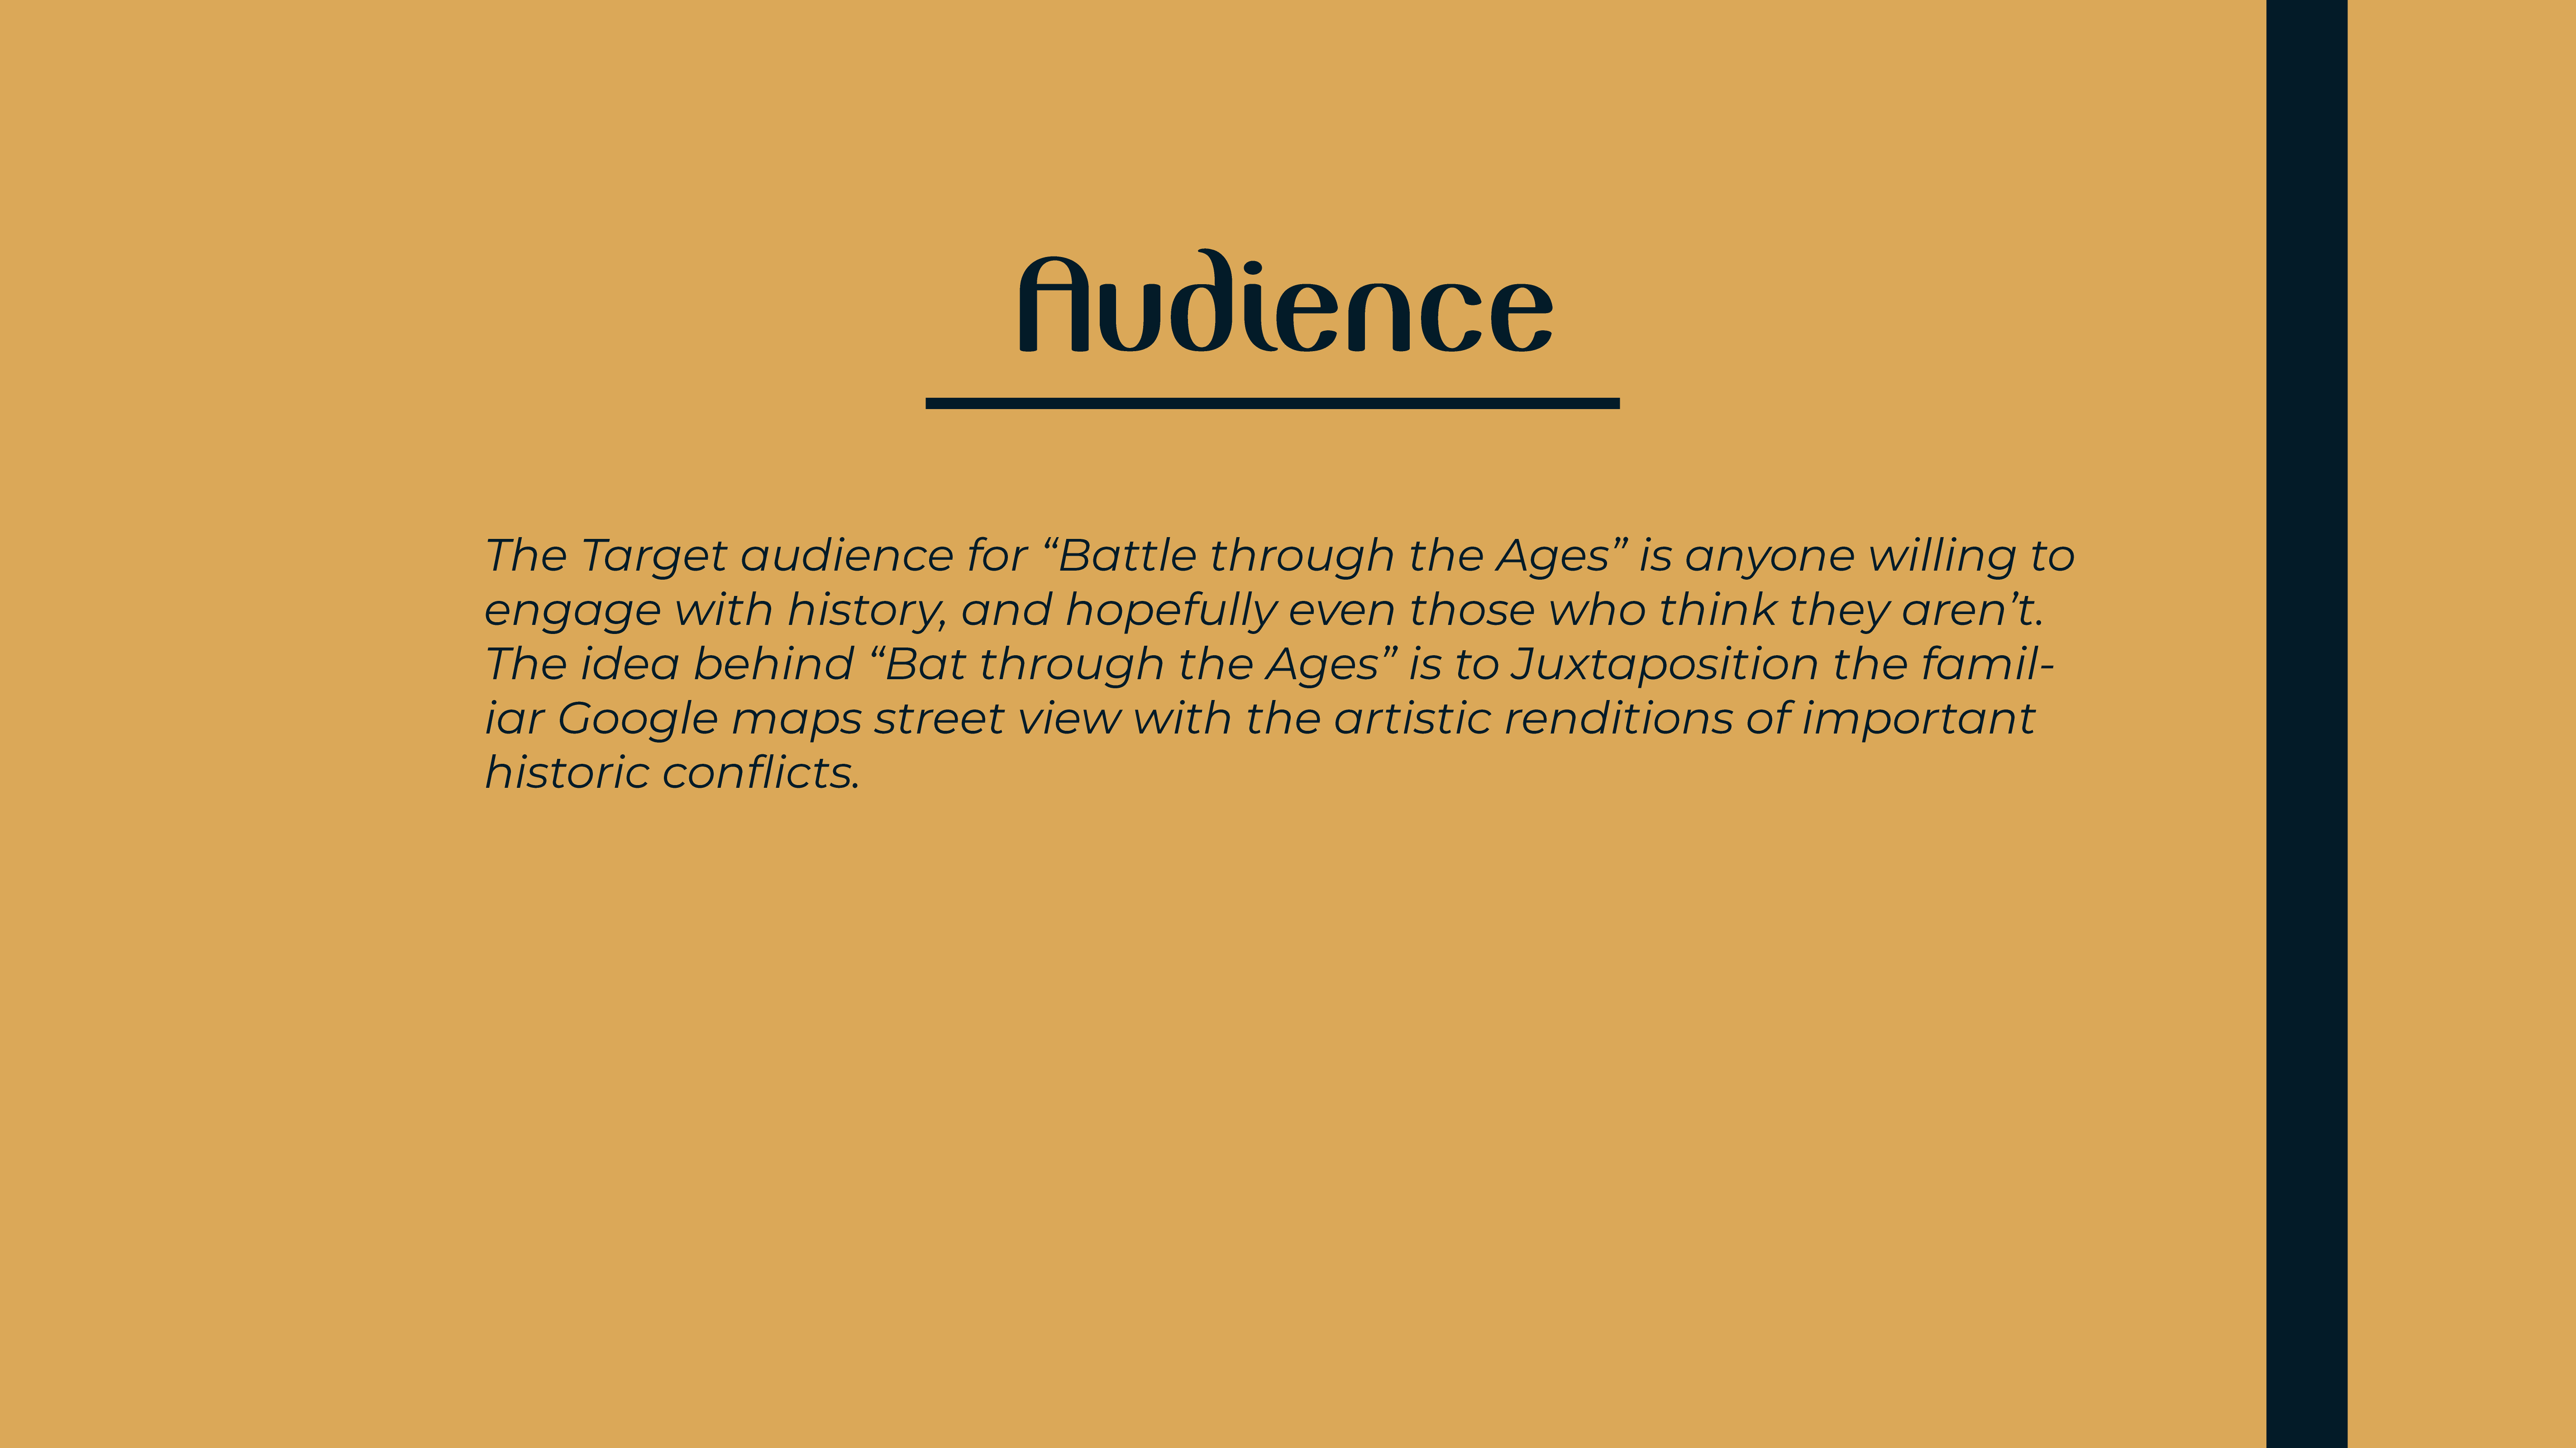 Audience
The Target audience for “Battle through the Ages” is anyone willing to
engage with history, and hopefully even those who think they aren’t.
The idea behind “Bat through the Ages” is to Juxtaposition the famil-
iar Google maps street view with the artistic renditions of important
historic conflicts.